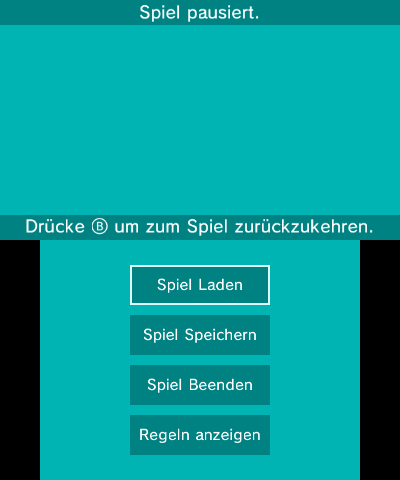 Spiel pausiert.
Drücke Ⓑ um zum Spiel zurückzukehren.
Spiel Laden
Spiel Speichern
Spiel Beenden
Regeln anzeigen